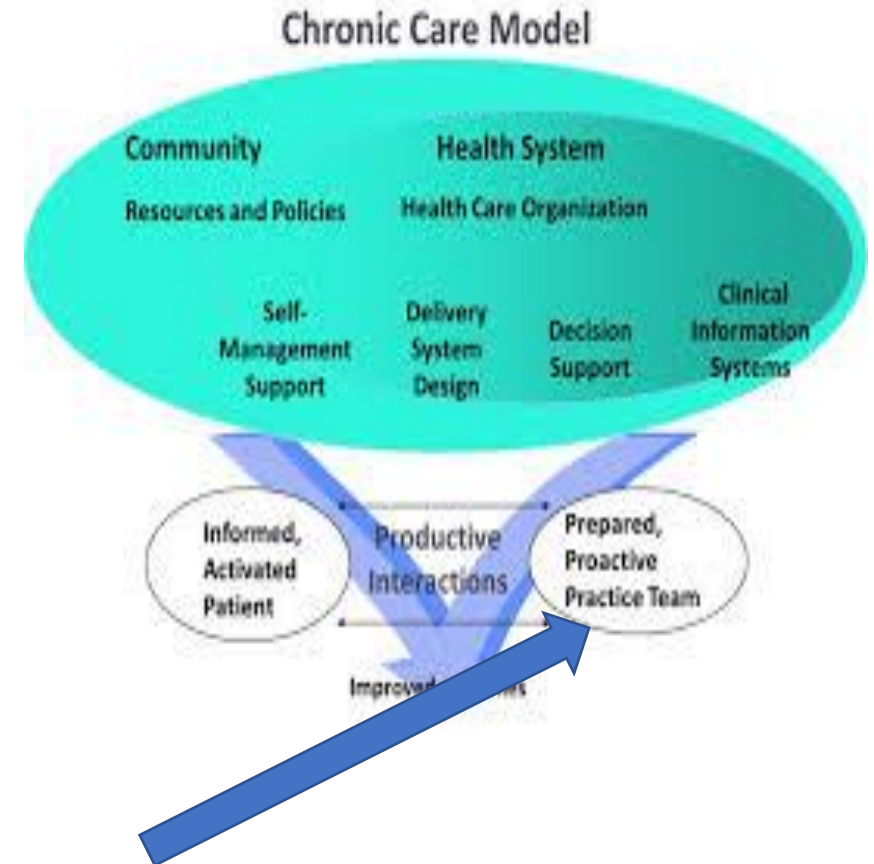 Chronic Care Model
Community
Health System
Resources and Policies
Health Care Organization
Self-
Management
Support
Delivery
System
Design
Decision
Support
Clinical
Information
Systems
Informed,
Activated
Patient
Productive
Interactions
Prepared,
Proactive
Practice Team
Improved